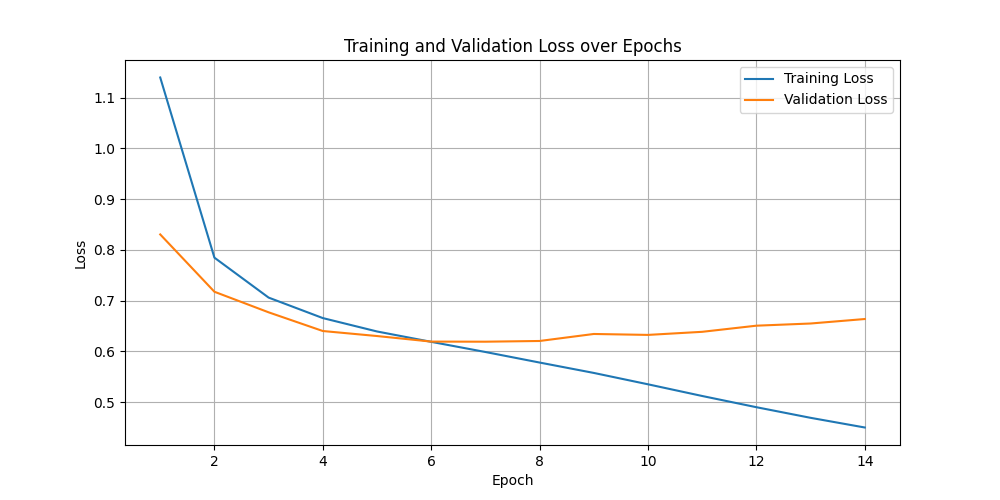 Training and Validation Loss over Epochs
Training Loss
Validation Loss
1.1
1.0
0.9
0.8
0.7
0.6
0.5
Loss
2 4 6 8 10 12 14
Epoch